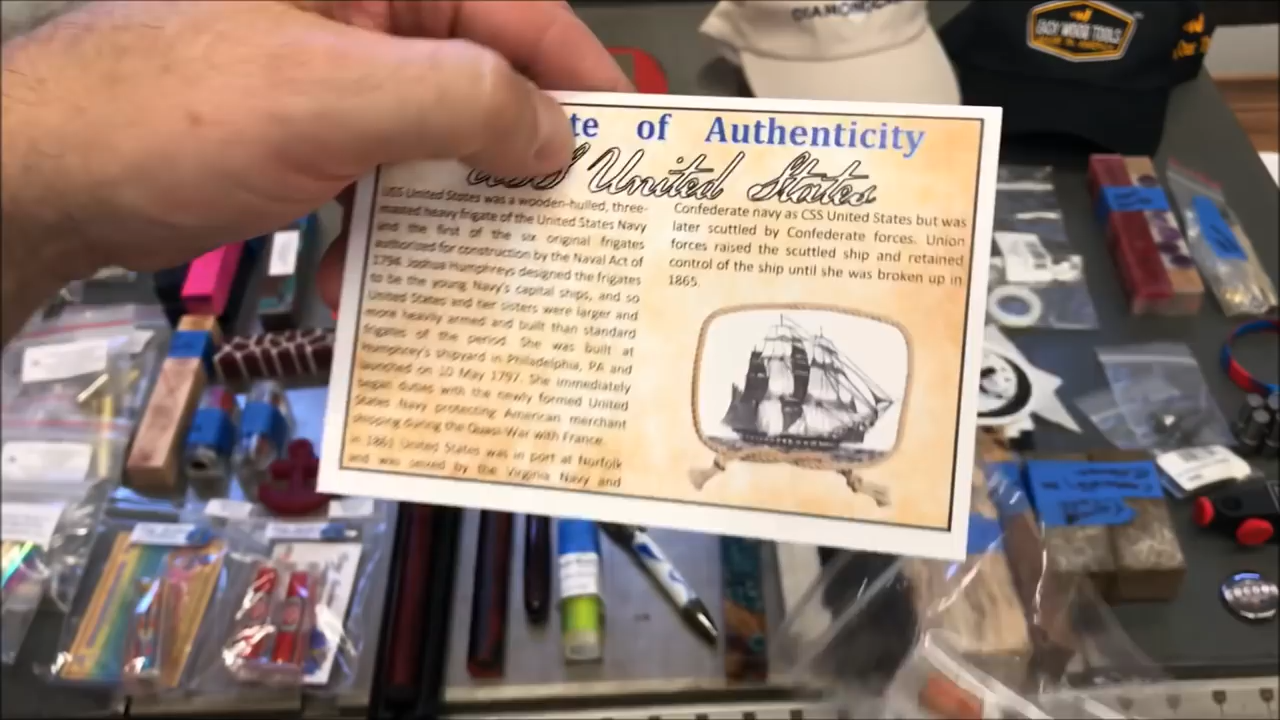 DIAMOND
EASY WOOD TOOLS
te of Authenticity
USS United States
USS United States was a wooden-hulled, three-
masted heavy frigate of the United States Navy
and the first of the six original frigates
authorized for construction by the Naval Act of
1794. Joshua Humphreys designed the frigates
to be the young Navy's capital ships, and so
United States and her sisters were larger and
more heavily armed and built than standard
frigates of the period. She was built at
Humphrey's shipyard in Philadelphia, PA and
launched on 10 May 1797. She immediately
began duties with the newly formed United
States Navy protecting American merchant
shipping during the Quasi-War with France.
In 1861 United States was in port at Norfolk
and was seized by the Virginia Navy and
Confederate navy as CSS United States but was
later scuttled by Confederate forces. Union
forces raised the scuttled ship and retained
control of the ship until she was broken up in
1865.